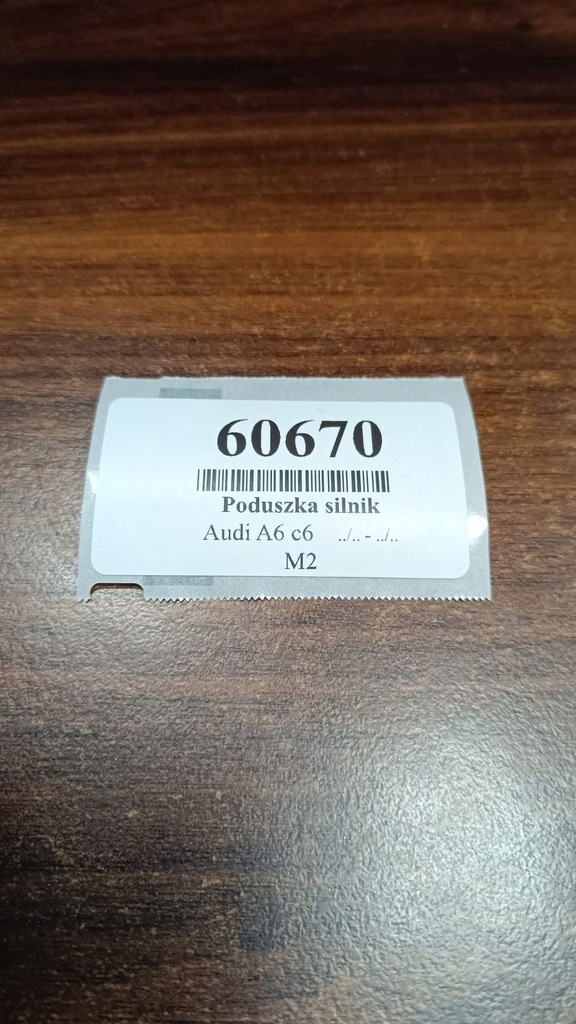 60670
Poduszka silnik
Audi A6 c6 ../.. - ../..
M2